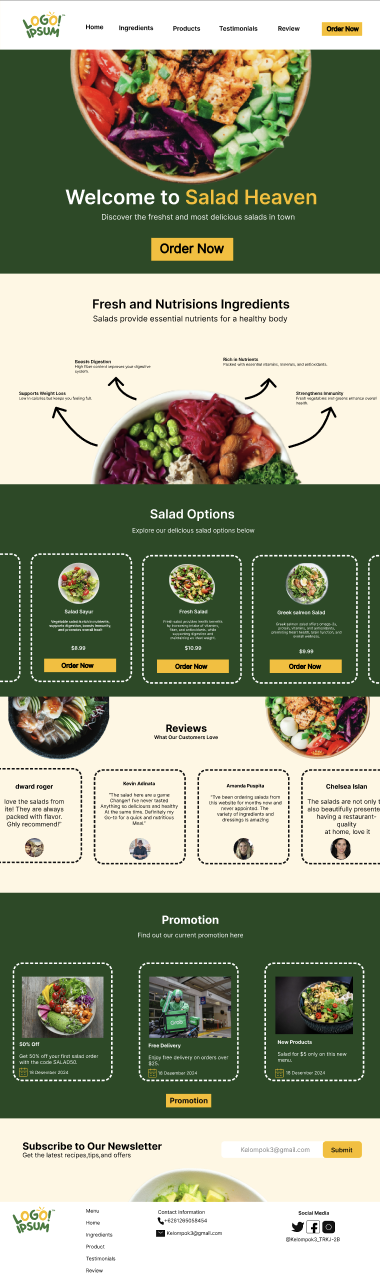 LOGO!
IPSUM
Home
Ingredients
Products
Testimonials
Review
Order Now
Welcome to Salad Heaven
Discover the freshst and most delicious salads in town
Order Now
Fresh and Nutrisions Ingredients
Salads provide essential nutrients for a healthy body
Boosts Digestion
High fiber content improves your digestive
system
Rich in Nutrients
Packed with essential vitamins, minerals, and antioxidants.
Supports Weight Loss
Low in calories but keeps you feeling full.
Strengthens Immunity
Fresh vegetables and greens enhance overall
health
Salad Options
Explore our delicious salad options below
Salad Sayur
Vegetable salad is rich in nutrients,
supports digestion, boosts immunity,
and promotes overall heart
$8.99
Order Now
Fresh Salad
Fresh salad provides health benefits
by increasing intake of vitamins,
fiber, and antioxidants, while
supporting digestion and
maintaining an ideal weight.
$10.99
Order Now
Greek salmon Salad
Greek salmon salad offers omega-3s,
protein, vitamins, and antioxidants,
promoting heart health, brain function, and
overall wellness.
$9.99
Order Now
Reviews
What Our Customers Love
dward roger
love the salads from
ite! They are always
packed with flavor.
Ghly recommend!"
Kevin Adinata
"The salad here are a game
Changer! I've never tasted
Anything so delicious and healthy
At the same time. Definitely my
Go-to for a quick and nutritious
Meal."
Amanda Puspita
"I've been ordering salads from
this website for months now and
never appointed. The
variety of ingredients and
dressings is amazing
Chelsea Islan
The salads are not only t
also beautifully presente
having a restaurant-
quality
at home, love it
Promotion
Find out our current promotion here
50% Off
Get 50% off your first salad order
with the code SALAD50.
16 Desember 2024
Grab
Free Delivery
Enjoy free delivery on orders over
$25.
16 Desember 2024
New Products
Salad for $5 only on this new
menu.
16 Desember 2024
Promotion
Subscribe to Our Newsletter
Get the latest recipes,tips,and offers
Kelompok3@gmail.com
Submit
LOGO!
IPSUM
Menu
Home
Ingredients
Product
Testimonials
Review
Contact Information
+6281265058454
Kelompok3@gmail.com
Social Media
@Kelompok3_TRKJ-2B